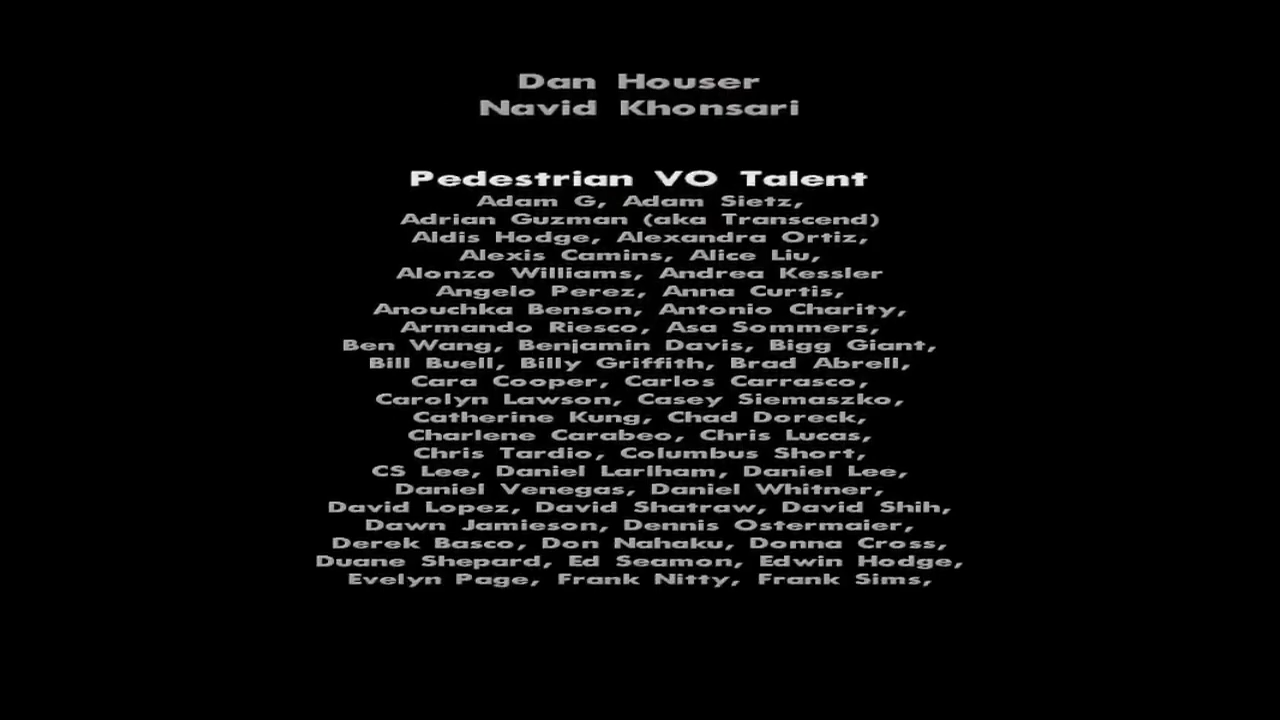 Dan Houser
Navid Khonsari
Pedestrian VO Talent
Adam G, Adam Sietz,
Adrian Guzman (aka Transcend)
Aldis Hodge, Alexandra Ortiz,
Alexis Camins, Alice Liu,
Alonzo Williams, Andrea Kessler
Angelo Perez, Anna Curtis,
Anouchka Benson, Antonio Charity,
Armando Riesco, Asa Sommers,
Ben Wang, Benjamin Davis, Bigg Giant,
Bill Buell, Billy Griffith, Brad Abrell,
Cara Cooper, Carlos Carrasco,
Carolyn Lawson, Casey Siemaszko,
Catherine Kung, Chad Doreck,
Charlene Carabeo, Chris Lucas,
Chris Tardio, Columbus Short,
CS Lee, Daniel Larlham, Daniel Lee,
Daniel Venegas, Daniel Whitner,
David Lopez, David Shatraw, David Shih,
Dawn Jamieson, Dennis Ostermaier,
Derek Basco, Don Nahaku, Donna Cross,
Duane Shepard, Ed Seamon, Edwin Hodge,
Evelyn Page, Frank Nitty, Frank Sims,